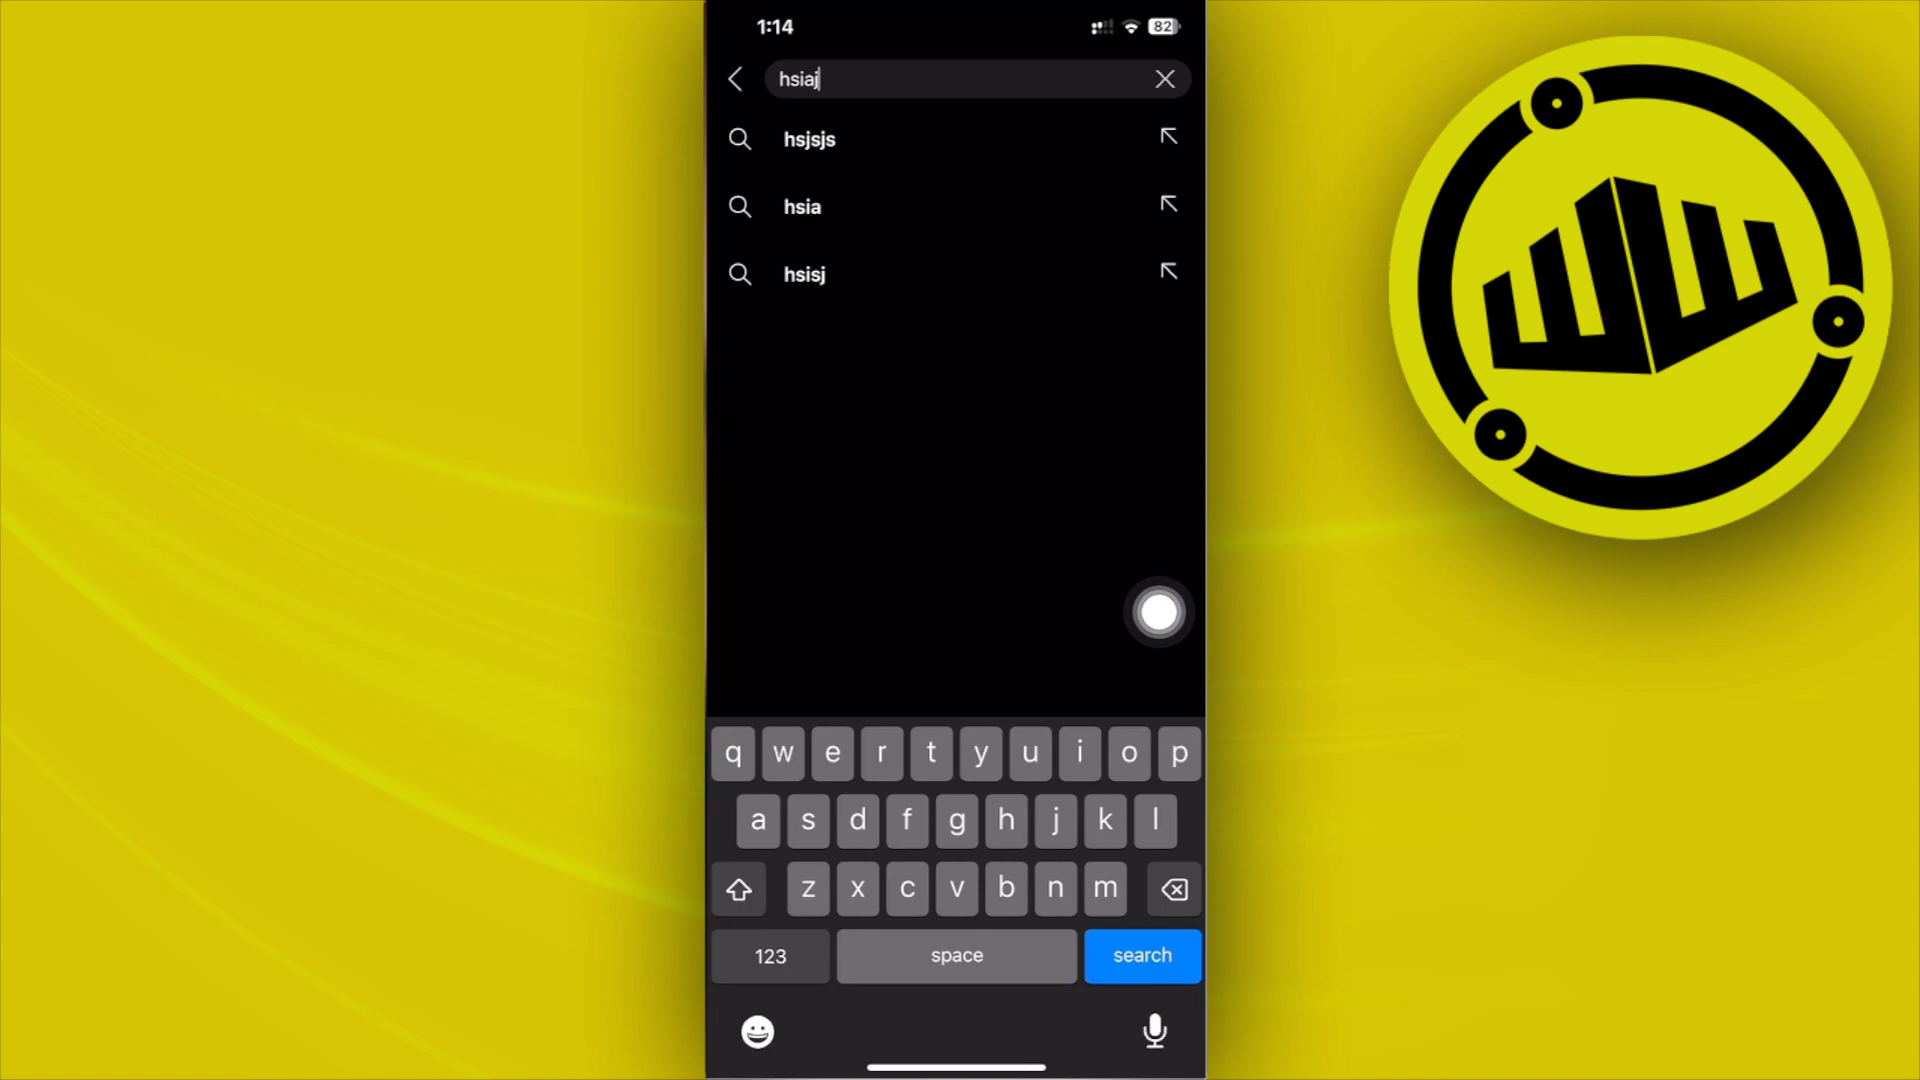 1:14
82
hsiaj
hsjsjs
hsia
hsisj
q w e r t y u i o p
a s d f g h j k l
z x c v b n m
123 space search